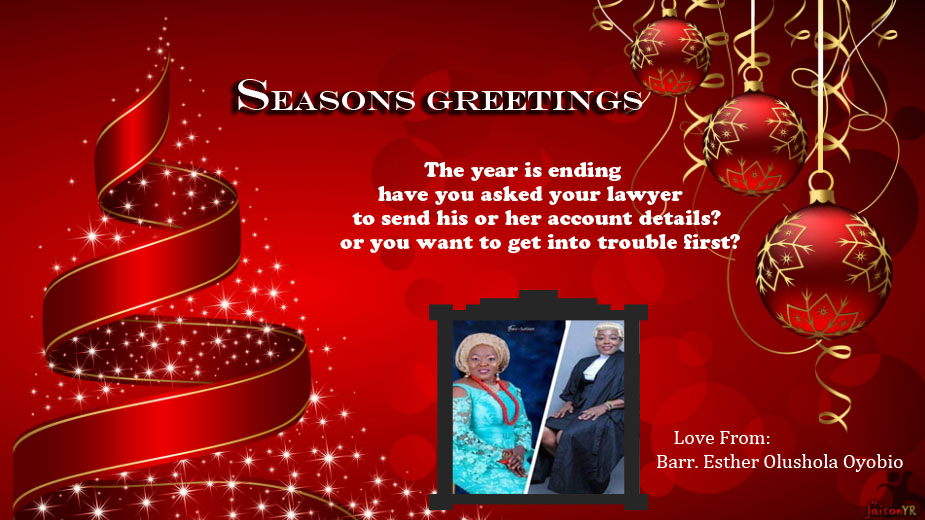 Seasons greetings
The year is ending
have you asked your lawyer
to send his or her account details?
or you want to get into trouble first?
Love From:
Barr. Esther Olushola Oyobio
JaisonYR